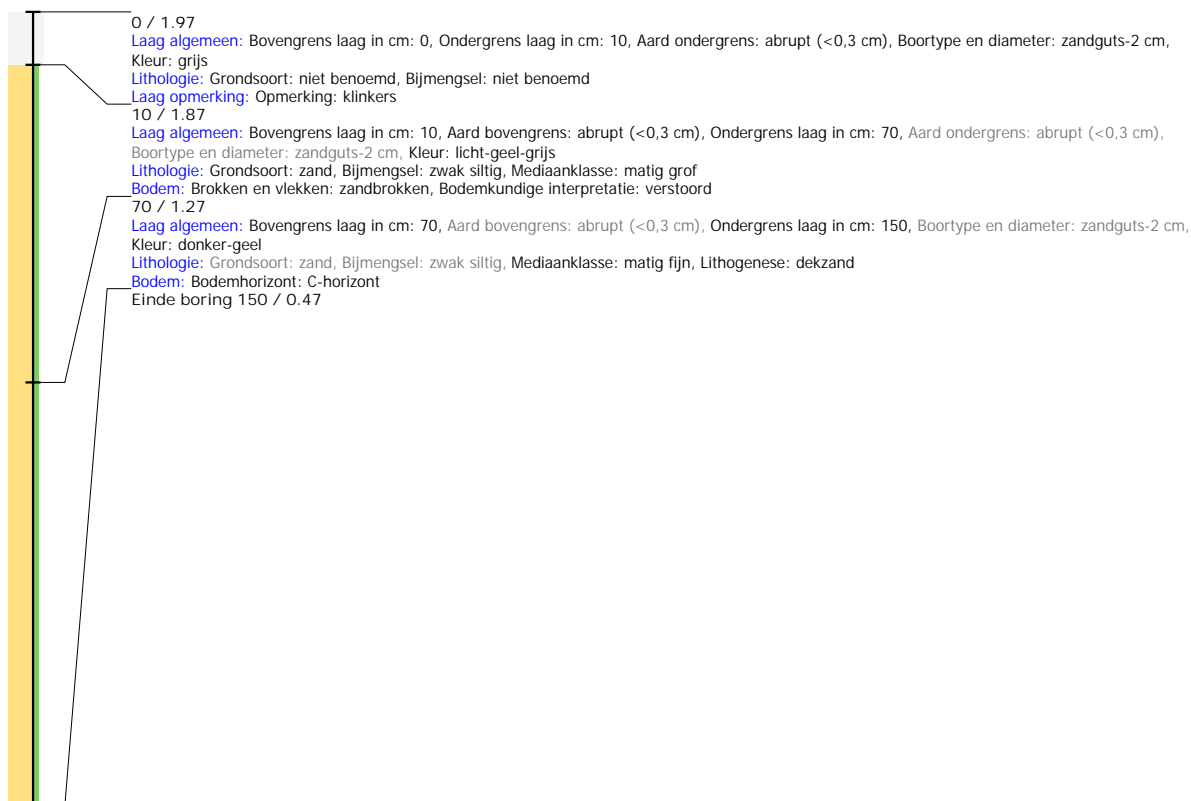 0 / 1.97
Laag algemeen: Bovengrens laag in cm: 0, Ondergrens laag in cm: 10, Aard ondergrens: abrupt (<0,3 cm), Boortype en diameter: zandguts-2 cm,
Kleur: grijs
Lithologie: Grondsoort: niet benoemd, Bijmengsel: niet benoemd
Laag opmerking: Opmerking: klinkers
10 / 1.87
Laag algemeen: Bovengrens laag in cm: 10, Aard bovengrens: abrupt (<0,3 cm), Ondergrens laag in cm: 70, Aard ondergrens: abrupt (<0,3 cm),
Boortype en diameter: zandguts-2 cm, Kleur: licht-geel-grijs
Lithologie: Grondsoort: zand, Bijmengsel: zwak siltig, Mediaanklasse: matig grof
Bodem: Brokken en vlekken: zandbrokken, Bodemkundige interpretatie: verstoord
70 / 1.27
Laag algemeen: Bovengrens laag in cm: 70, Aard bovengrens: abrupt (<0,3 cm), Ondergrens laag in cm: 150, Boortype en diameter: zandguts-2 cm,
Kleur: donker-geel
Lithologie: Grondsoort: zand, Bijmengsel: zwak siltig, Mediaanklasse: matig fijn, Lithogenese: dekzand
Bodem: Bodemhorizont: C-horizont
Einde boring 150 / 0.47